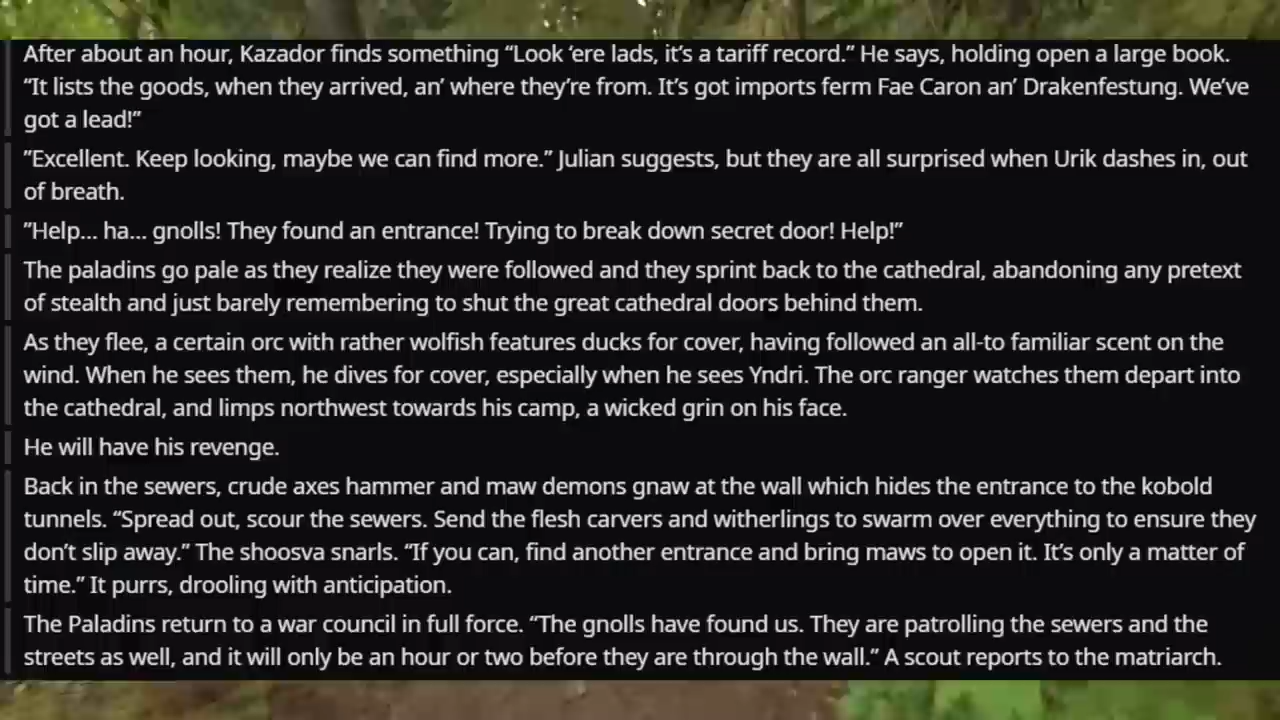 After about an hour, Kazador finds something “Look ‘ere lads, it’s a tariff record.” He says, holding open a large book.
“It lists the goods, when they arrived, an’ where they’re from. It’s got imports ferm Fae Caron an’ Drakenfestung. We’ve
got a lead!”
”Excellent. Keep looking, maybe we can find more.” Julian suggests, but they are all surprised when Urik dashes in, out
of breath.
”Help... ha... gnolls! They found an entrance! Trying to break down secret door! Help!”
The paladins go pale as they realize they were followed and they sprint back to the cathedral, abandoning any pretext
of stealth and just barely remembering to shut the great cathedral doors behind them.
As they flee, a certain orc with rather wolfish features ducks for cover, having followed an all-to familiar scent on the
wind. When he sees them, he dives for cover, especially when he sees Yndri. The orc ranger watches them depart into
the cathedral, and limps northwest towards his camp, a wicked grin on his face.
He will have his revenge.
Back in the sewers, crude axes hammer and maw demons gnaw at the wall which hides the entrance to the kobold
tunnels. “Spread out, scour the sewers. Send the flesh carvers and witherlings to swarm over everything to ensure they
don’t slip away.” The shoosva snarls. “If you can, find another entrance and bring maws to open it. It’s only a matter of
time.” It purrs, drooling with anticipation.
The Paladins return to a war council in full force. “The gnolls have found us. They are patrolling the sewers and the
streets as well, and it will only be an hour or two before they are through the wall.” A scout reports to the matriarch.